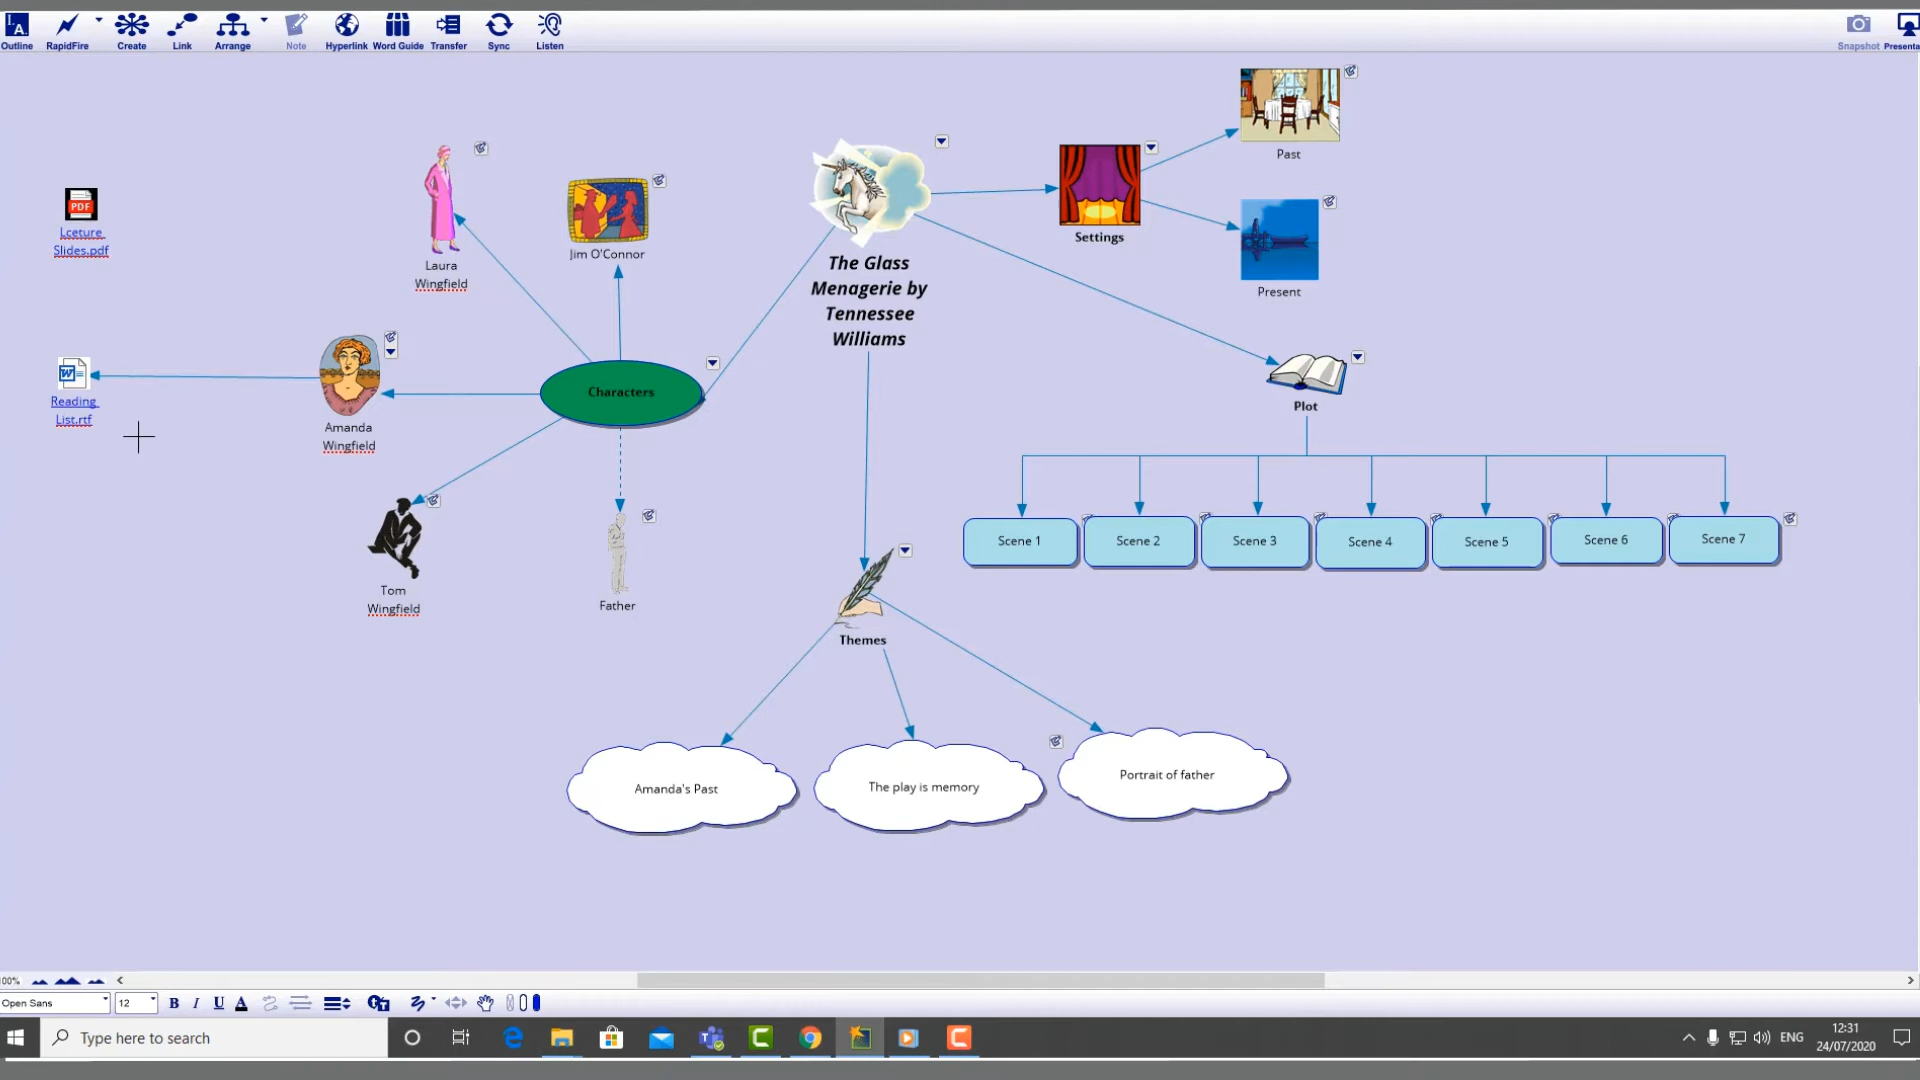 Outline
RapidFire
Create
Link
Arrange
Note
Hyperlink
Word Guide
Transfer
Sync
Listen
Snapshot
Presenta
PDF
Lceture
Slides.pdf
Laura
Wingfield
Jim O'Connor
The Glass
Menagerie by
Tennessee
Williams
Settings
Past
Present
Reading
List.rtf
Amanda
Wingfield
Characters
Plot
Tom
Wingfield
Father
Scene 1
Scene 2
Scene 3
Scene 4
Scene 5
Scene 6
Scene 7
Themes
Amanda's Past
The play is memory
Portrait of father
00%
Open Sans
12
B
I
U
A
Type here to search
ENG
12:31
24/07/2020